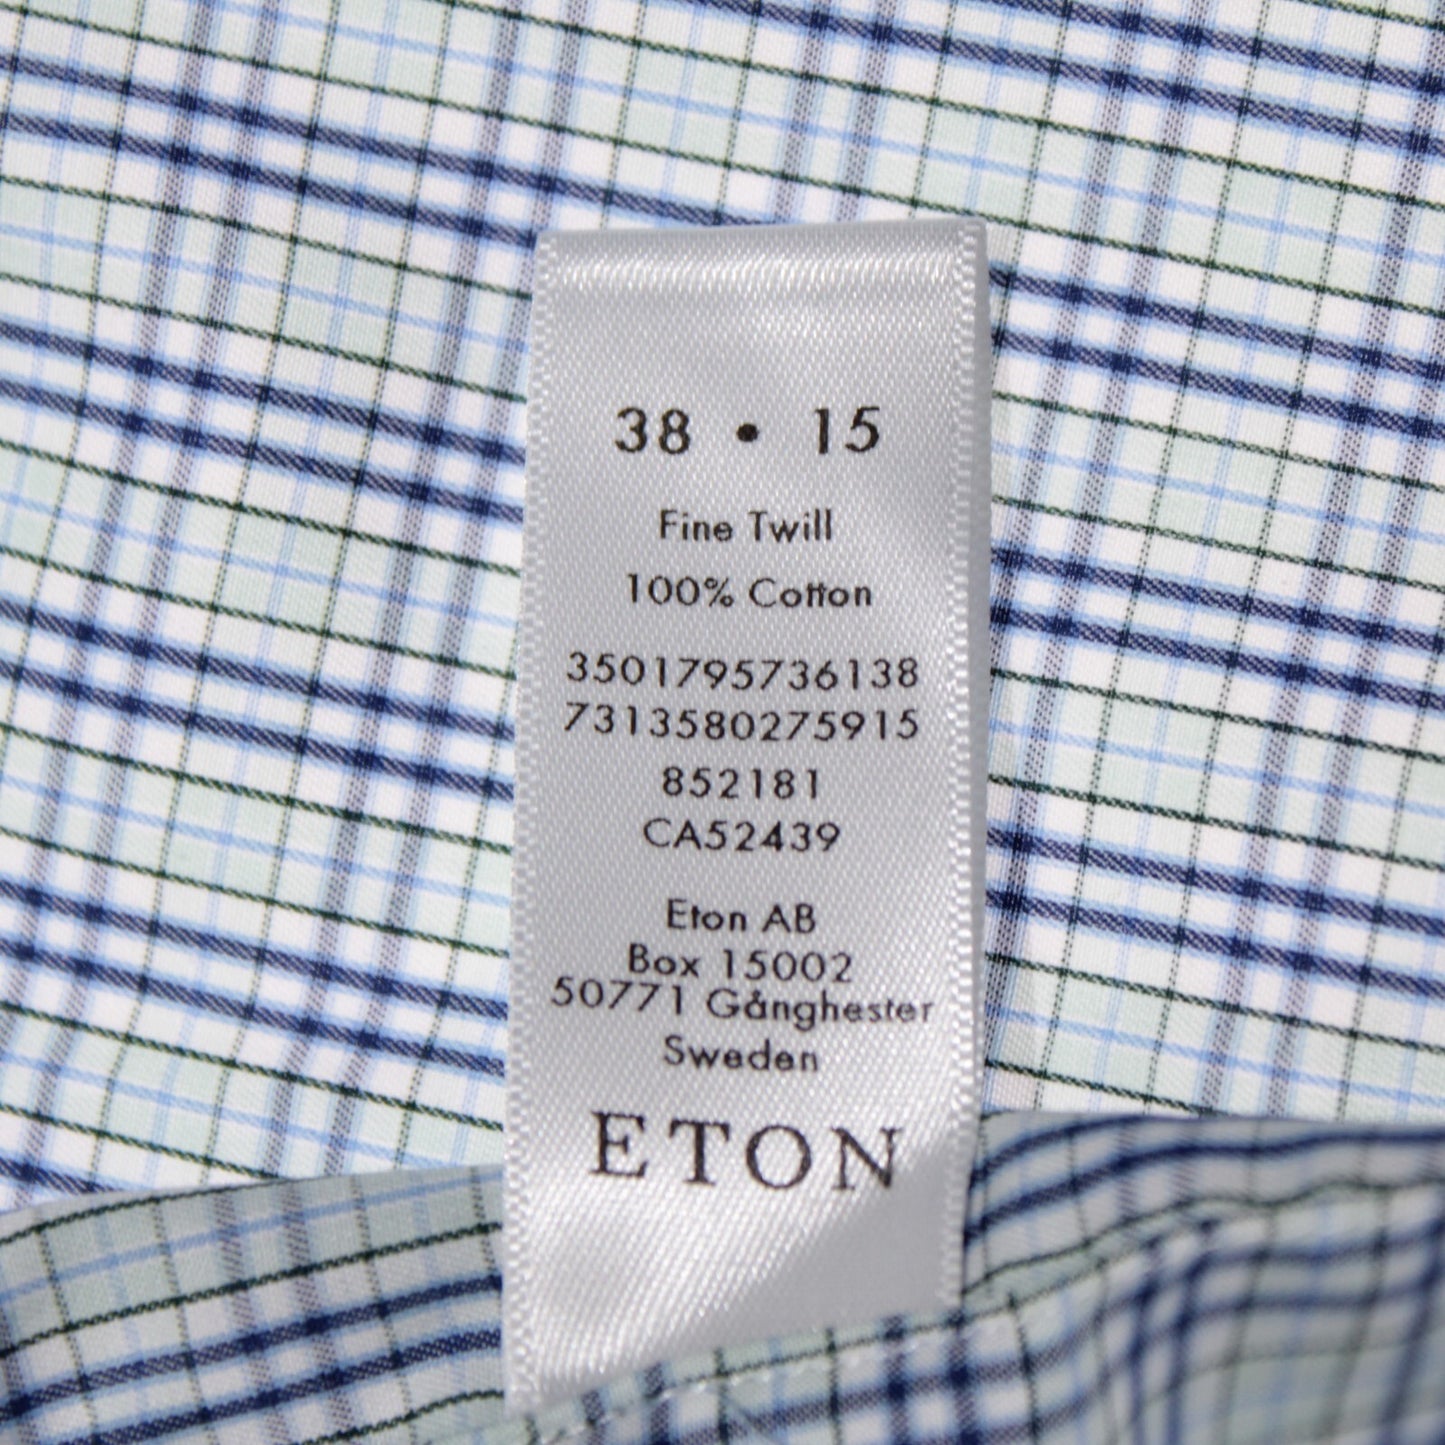 38 • 15
Fine Twill
100% Cotton
3501795736138
7313580275915
852181
CA52439
Eton AB
Box 15002
50771 Gånghester
Sweden
ETON